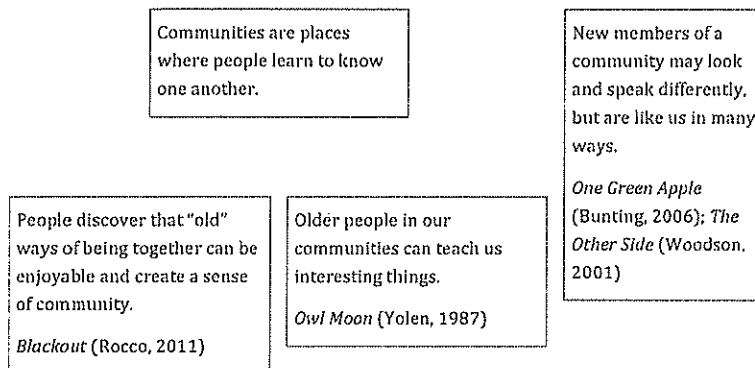 Communities are places
where people learn to know
one another.
New members of a
community may look
and speak differently,
but are like us in many
ways.
One Green Apple
(Bunting, 2006); The
Other Side (Woodson,
2001)
People discover that "old"
ways of being together can be
enjoyable and create a sense
of community.
Blackout (Rocco, 2011)
Older people in our
communities can teach us
interesting things.
Owl Moon (Yolen, 1987)